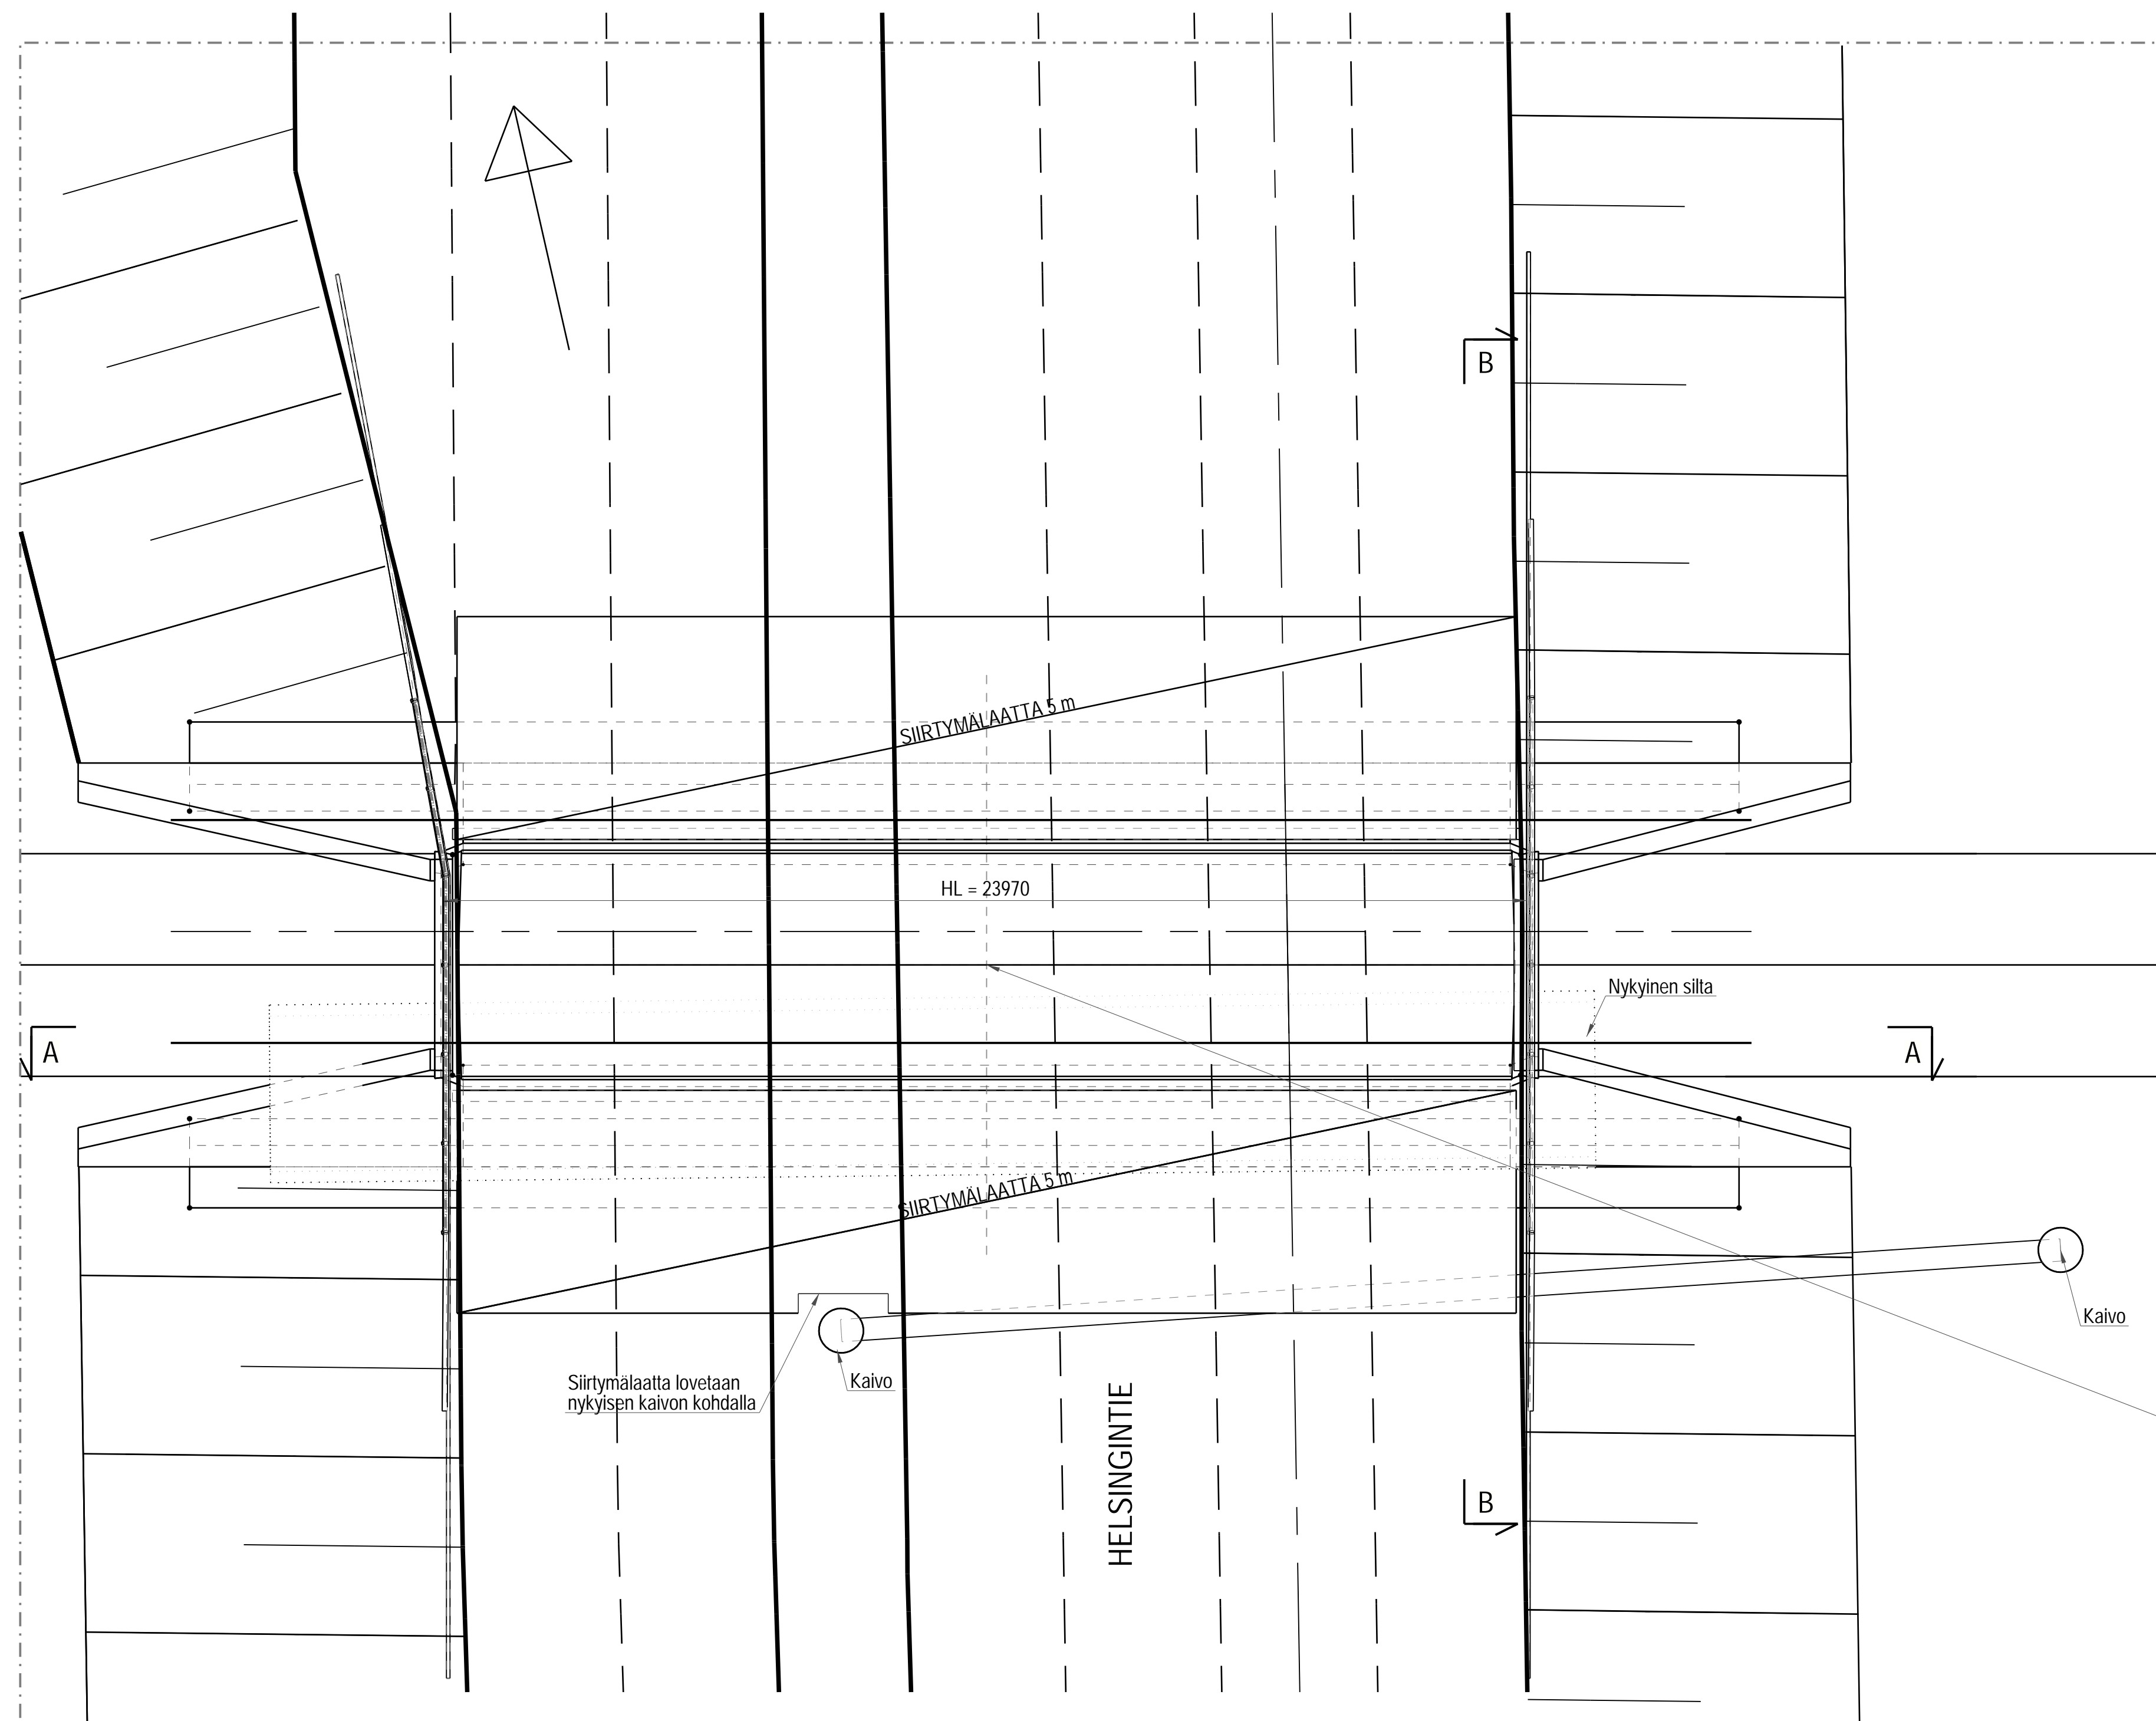 B
SIIRTYMÄLAATTA 5 m
HL = 23970
Nykyinen silta
A
A
SIIRTYMÄLAATTA 5 m
Kaivo
Siirtymälaatta lovetaan
nykyisen kaivon kohdalla
Kaivo
HELSINGINTIE
B